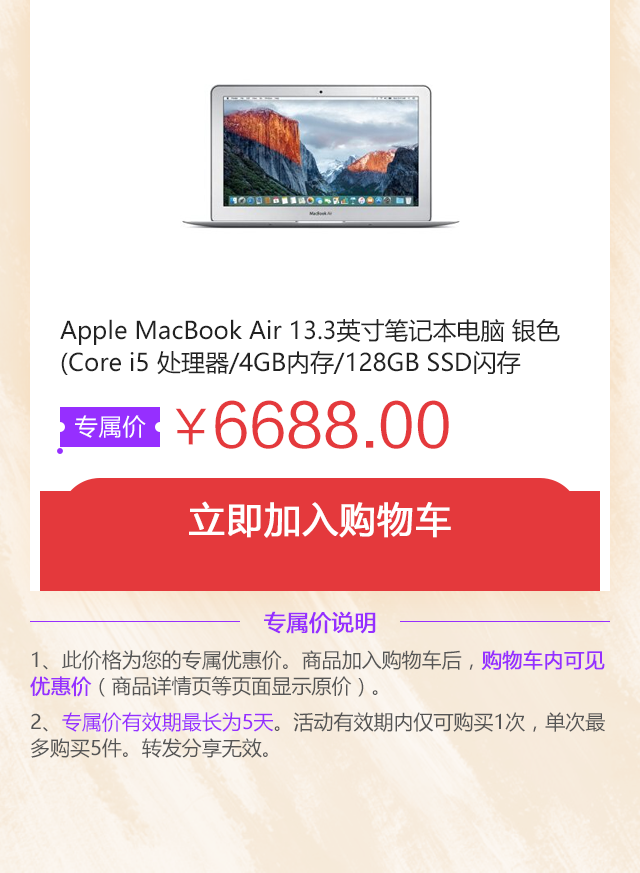 MacBook Air
Apple MacBook Air 13.3英寸笔记本电脑 银色
(Core i5 处理器/4GB内存/128GB SSD闪存
专属价 ￥6688.00
立即加入购物车
专属价说明
1、此价格为您的专属优惠价。商品加入购物车后，购物车内可见
优惠价（商品详情页等页面显示原价）。
2、专属价有效期最长为5天。活动有效期内仅可购买1次，单次最
多购买5件。转发分享无效。